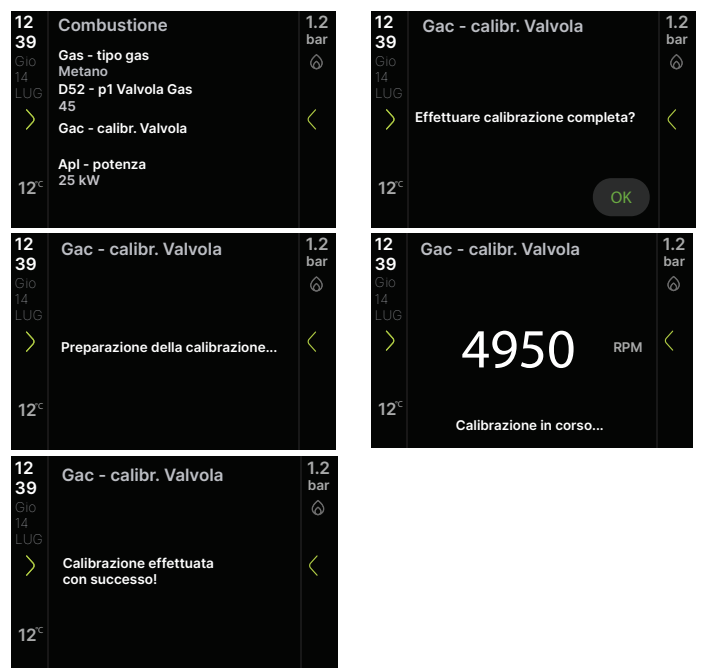 12
39
Gio
14
LUG
12°C
Combustione
Gas - tipo gas
Metano
D52 - p1 Valvola Gas
45
Gac - calibr. Valvola
Apl - potenza
25 kW
1.2
bar
12
39
Gio
14
LUG
12°C
Gac - calibr. Valvola
Effettuare calibrazione completa?
OK
1.2
bar
12
39
Gio
14
LUG
12°C
Gac - calibr. Valvola
Preparazione della calibrazione...
1.2
bar
12
39
Gio
14
LUG
12°C
Gac - calibr. Valvola
4950 RPM
Calibrazione in corso...
1.2
bar
12
39
Gio
14
LUG
12°C
Gac - calibr. Valvola
Calibrazione effettuata
con successo!
1.2
bar